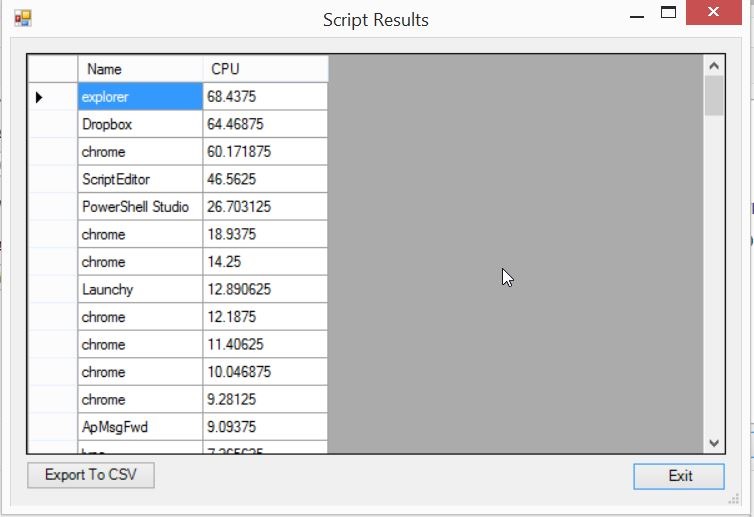 Script Results
Name CPU
explorer 68.4375
Dropbox 64.46875
chrome 60.171875
ScriptEditor 46.5625
PowerShell Studio 26.703125
chrome 18.9375
chrome 14.25
Launchy 12.890625
chrome 12.1875
chrome 11.40625
chrome 10.046875
chrome 9.28125
ApMsgFwd 9.09375
Export To CSV Exit